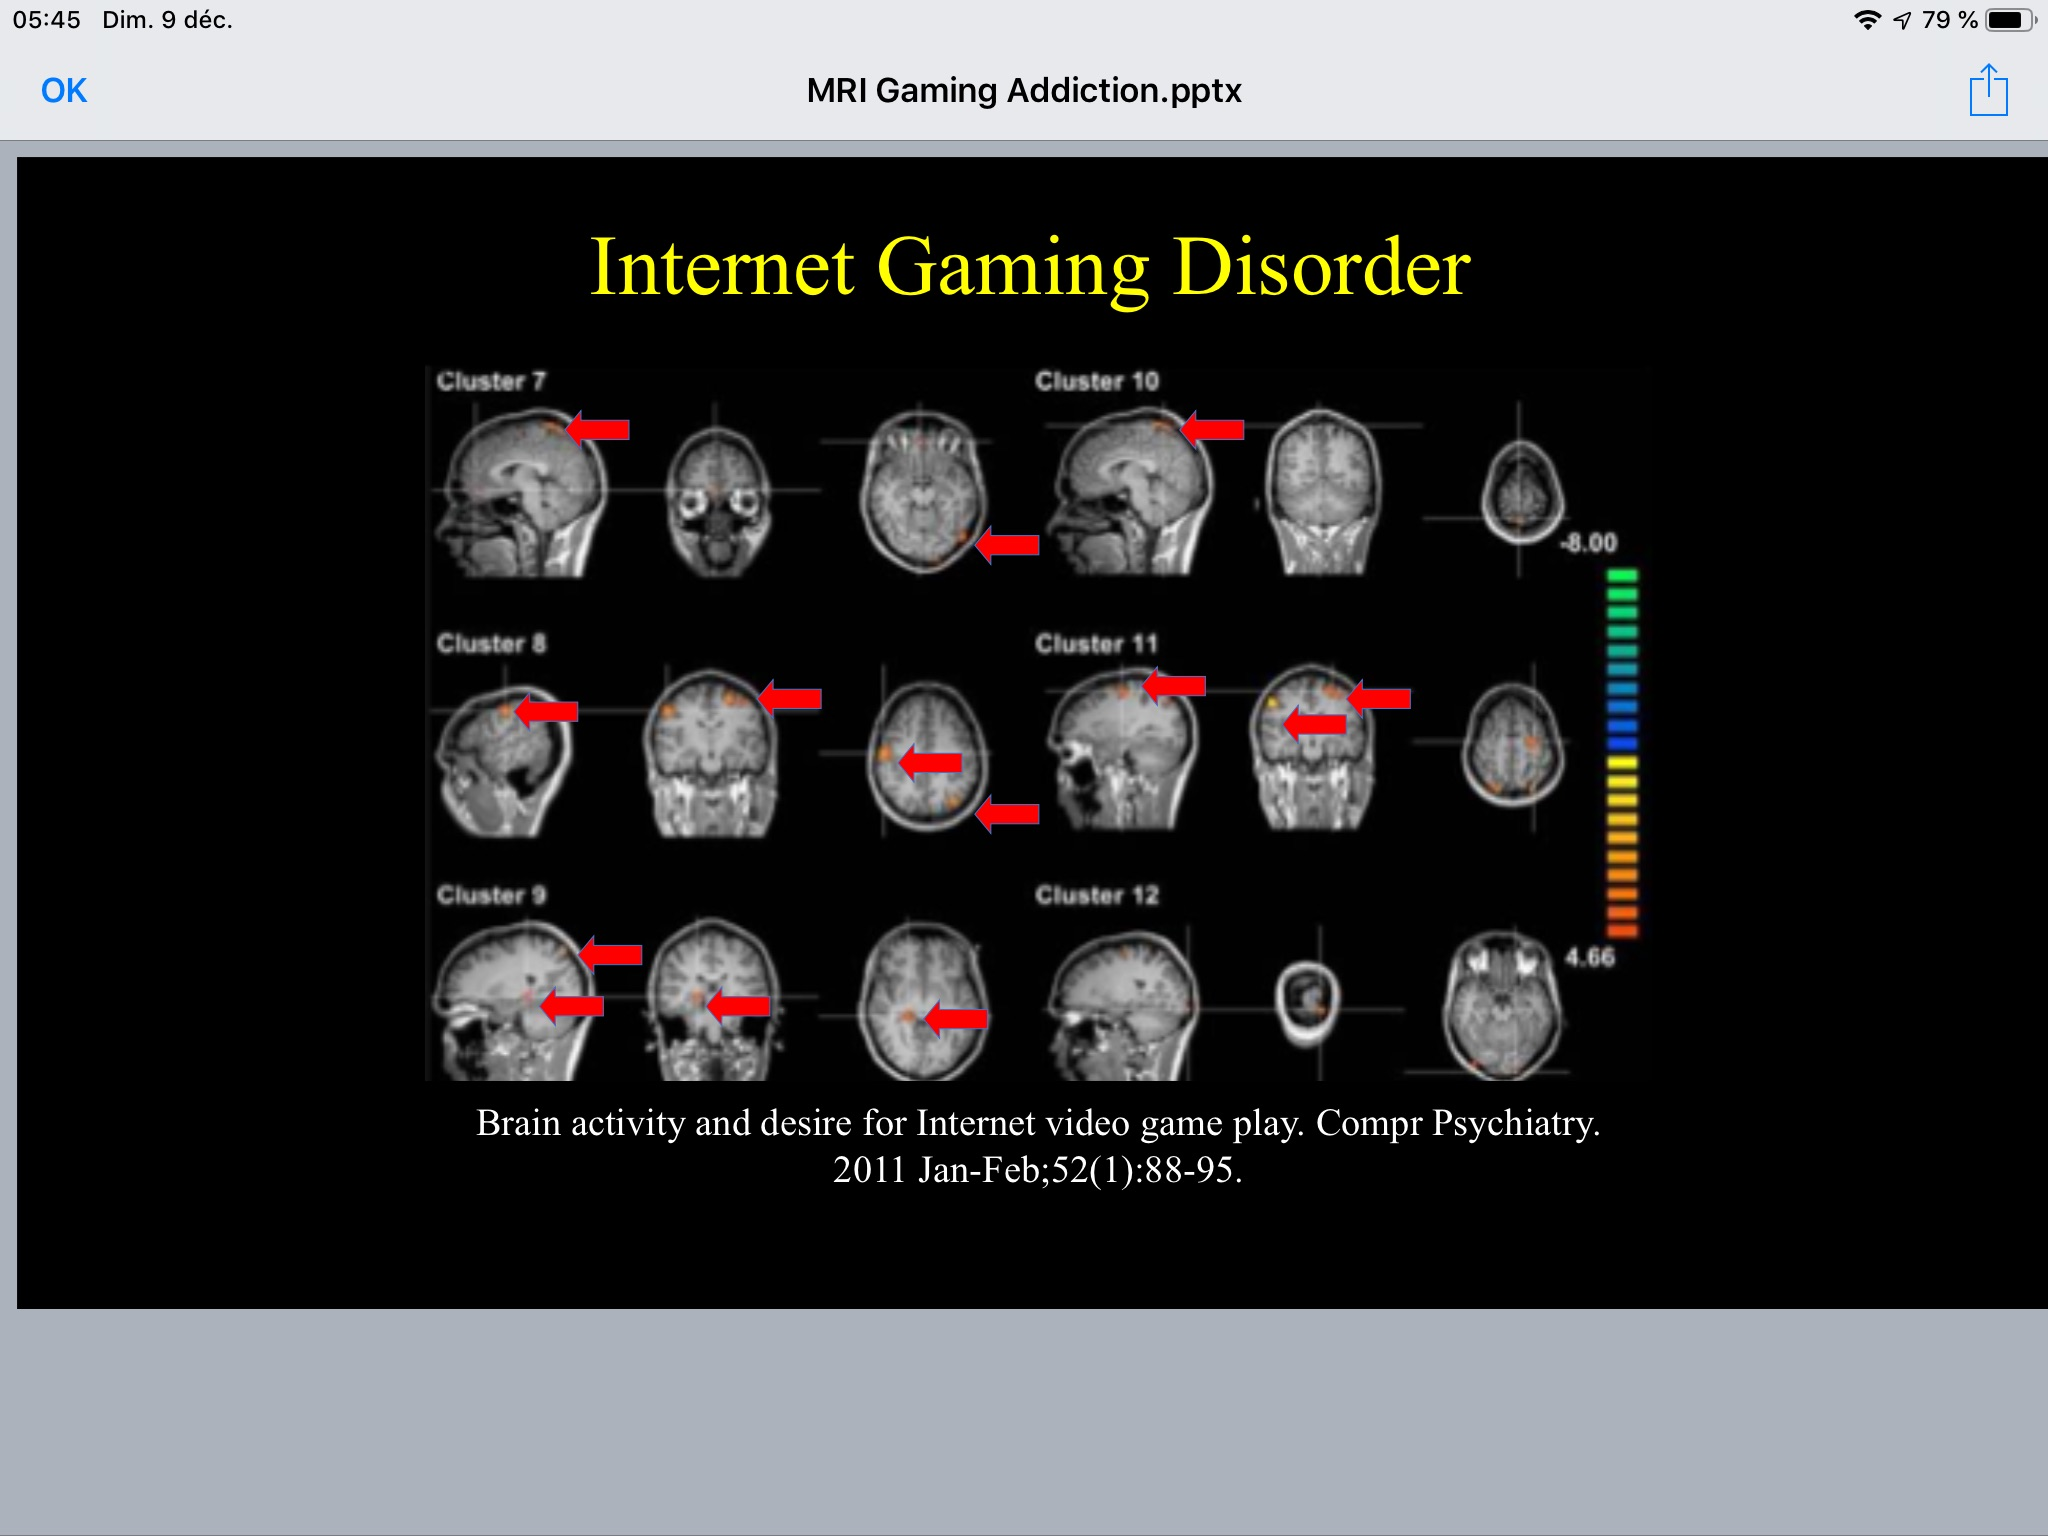 05:45 Dim. 9 déc.
79 %
OK
MRI Gaming Addiction.pptx
Internet Gaming Disorder
Cluster 7
Cluster 10
-8.00
Cluster 8
Cluster 11
Cluster 9
Cluster 12
4.66
Brain activity and desire for Internet video game play. Compr Psychiatry.
2011 Jan-Feb;52(1):88-95.